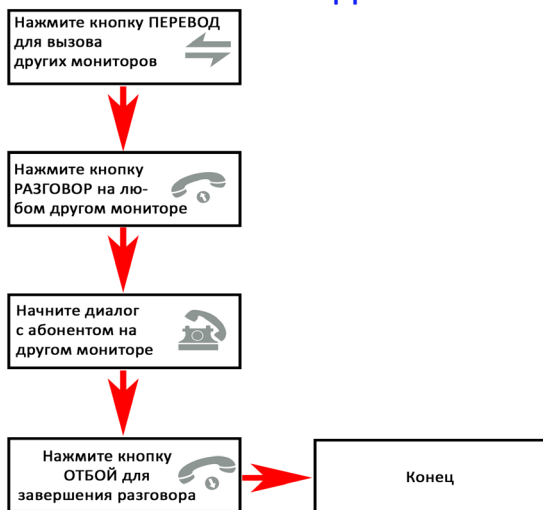 Нажмите кнопку ПЕРЕВОД
для вызова
других мониторов
Нажмите кнопку
РАЗГОВОР на лю-
бом другом мониторе
Начните диалог
с абонентом на
другом мониторе
Нажмите кнопку
ОТБОЙ для
завершения разговора
Конец